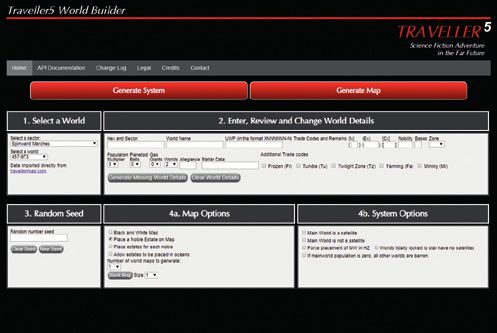 Traveller5 World Builder
TRAVELLER 5
Science Fiction Adventure
in the Far Future
Home API Documentation Change Log Legal Credits Contact
Generate System Generate Map
1. Select a World
Select a sector:
Spinward Marches
Select a world:
457-973
Data imported directly from
travellermap.com
2. Enter, Review and Change World Details
Hex and Sector World Name UWP (in the format XNNNNNN-N) Trade Codes and Remarks {Ix} (Ex) [Cx] Nobility Bases Zone
{ } ( ) [ ]
Population Planetoid Gas
Multiplier Belts Giants Worlds Allegiance Stellar Data
Additional Trade codes
Frozen (Fr) Tundra (Tu) Twilight Zone (Tz) Farming (Fa) Mining (Mi)
Generate Missing World Details Clear World Details
3. Random Seed
Random number seed
Clear Seed New Seed
4a. Map Options
Black and White Map
Place a Noble Estate on Map
Place estates for each noble
Allow estates to be placed in oceans
Number of world maps to generate:
1
Blank Map Size 1
4b. System Options
Main World is a satellite
Main World is not a satellite
Force placement of MW in HZ Worlds tidally locked to star have no satellites
If mainworld population is zero, all other worlds are barren